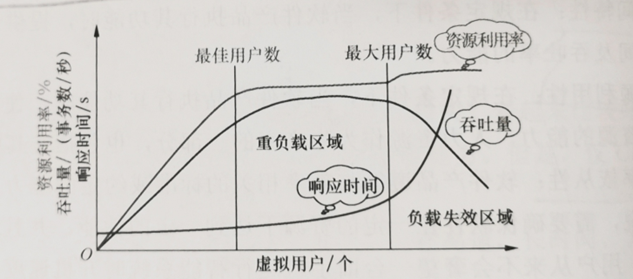 最佳用户数
最大用户数
资源利用率
资源利用率/%
吞吐量/(事务数/秒)
响应时间/s
重负载区域
吞吐量
响应时间
负载失效区域
O
虚拟用户/个